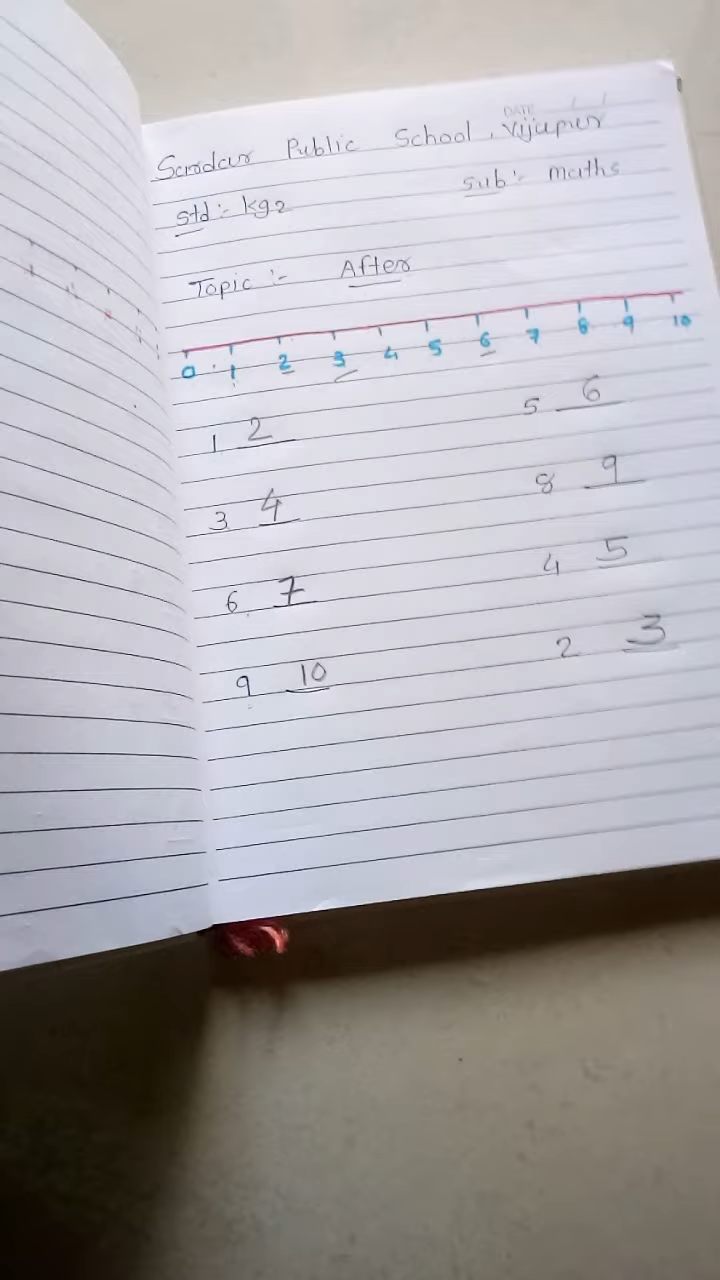 DATE / /
Sardar Public School, Vijapur
Std :- kg2 Sub :- maths
Topic :- After
0 1 2 3 4 5 6 7 8 9 10
1 2 5 6
3 4 8 9
6 7 4 5
9 10 2 3